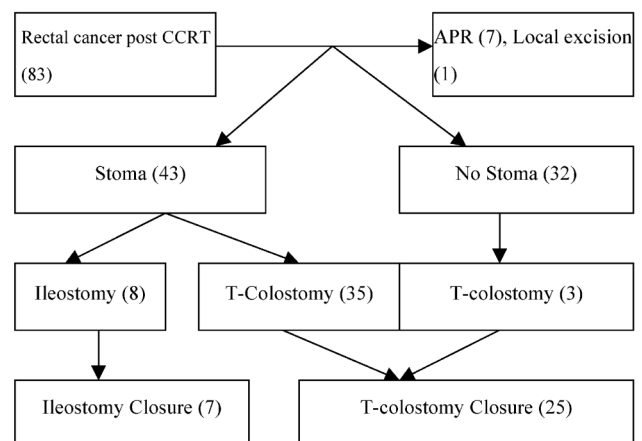 Rectal cancer post CCRT
(83)
APR (7), Local excision
(1)
Stoma (43)
No Stoma (32)
Ileostomy (8)
T-Colostomy (35)
T-colostomy (3)
Ileostomy Closure (7)
T-colostomy Closure (25)